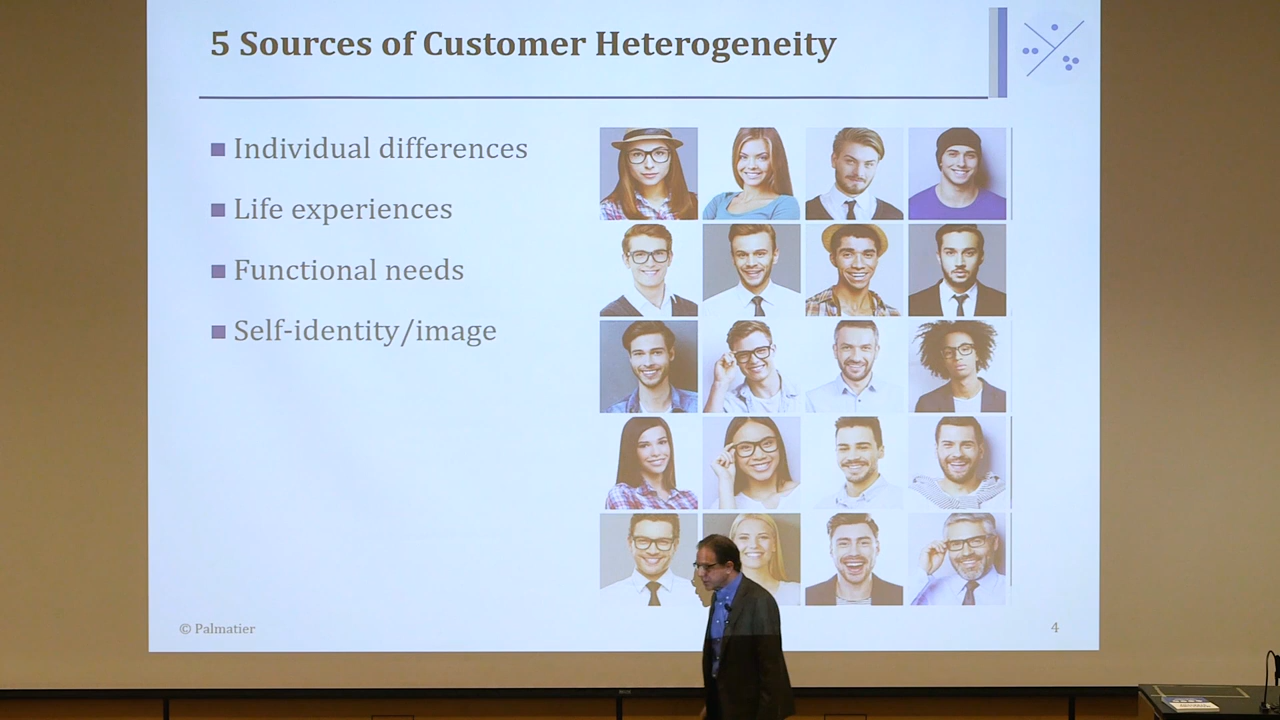 5 Sources of Customer Heterogeneity
Individual differences
Life experiences
Functional needs
Self-identity/image
© Palmatier
4